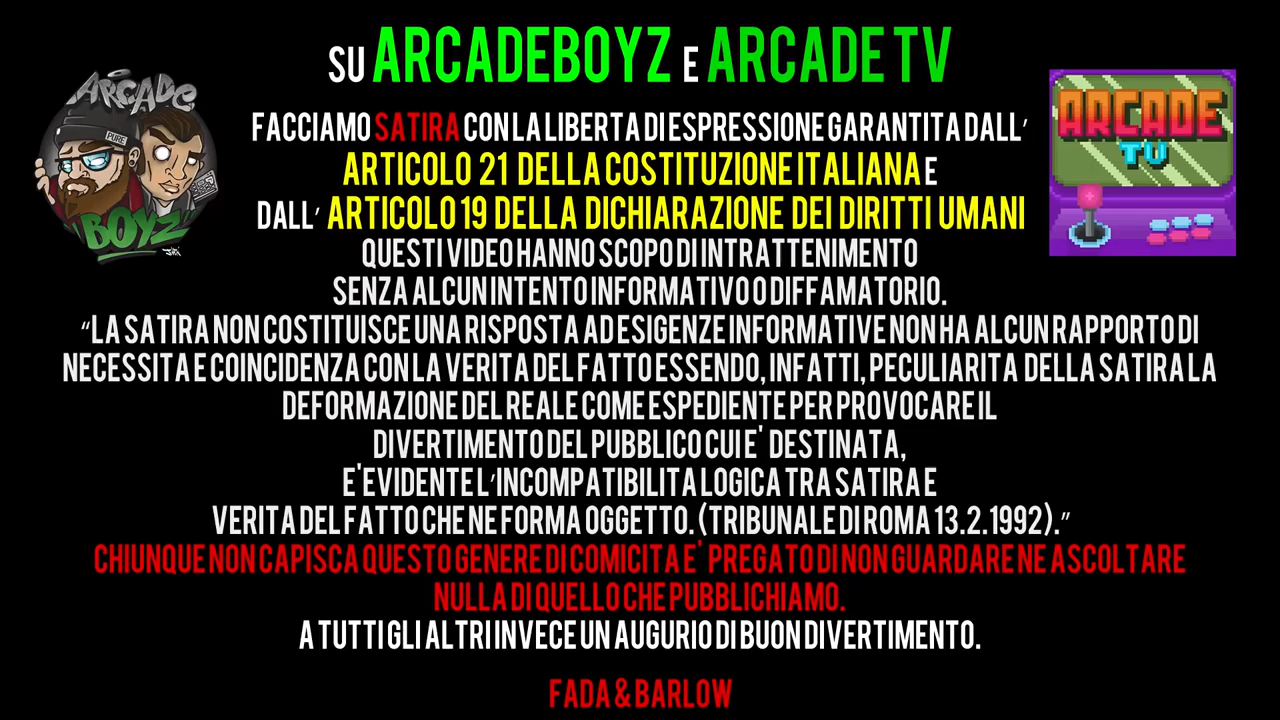 SU ARCADEBOYZ E ARCADE TV
ARCADE
PURE
BOYZ
ARCADE
TV
FACCIAMO SATIRA CON LA LIBERTA DI ESPRESSIONE GARANTITA DALL'
ARTICOLO 21 DELLA COSTITUZIONE ITALIANA E
DALL' ARTICOLO 19 DELLA DICHIARAZIONE DEI DIRITTI UMANI
QUESTI VIDEO HANNO SCOPO DI INTRATTENIMENTO
SENZA ALCUN INTENTO INFORMATIVO O DIFFAMATORIO.
"LA SATIRA NON COSTITUISCE UNA RISPOSTA AD ESIGENZE INFORMATIVE NON HA ALCUN RAPPORTO DI
NECESSITA E COINCIDENZA CON LA VERITA DEL FATTO ESSENDO, INFATTI, PECULIARITA DELLA SATIRA LA
DEFORMAZIONE DEL REALE COME ESPEDIENTE PER PROVOCARE IL
DIVERTIMENTO DEL PUBBLICO CUI E' DESTINATA,
E'EVIDENTE L'INCOMPATIBILITA LOGICA TRA SATIRA E
VERITA DEL FATTO CHE NE FORMA OGGETTO. (TRIBUNALE DI ROMA 13.2.1992)."
CHIUNQUE NON CAPISCA QUESTO GENERE DI COMICITA E' PREGATO DI NON GUARDARE NE ASCOLTARE
NULLA DI QUELLO CHE PUBBLICHIAMO.
A TUTTI GLI ALTRI INVECE UN AUGURIO DI BUON DIVERTIMENTO.
FADA & BARLOW